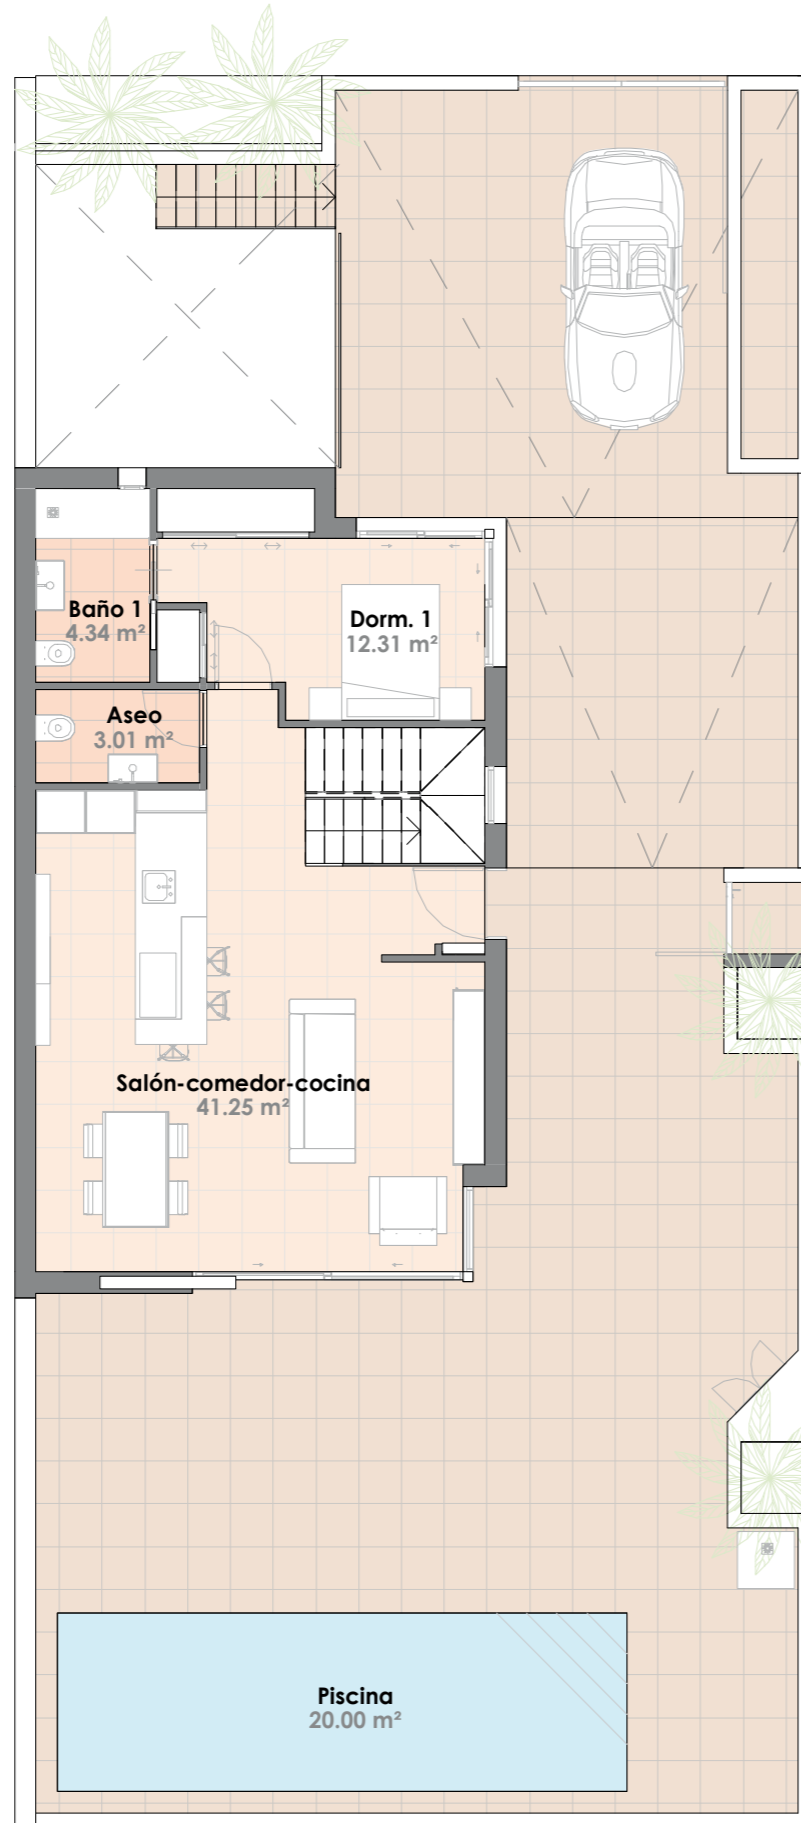 Baño 1
4.34 m²
Dorm. 1
12.31 m²
Aseo
3.01 m²
Salón-comedor-cocina
41.25 m²
Piscina
20.00 m²